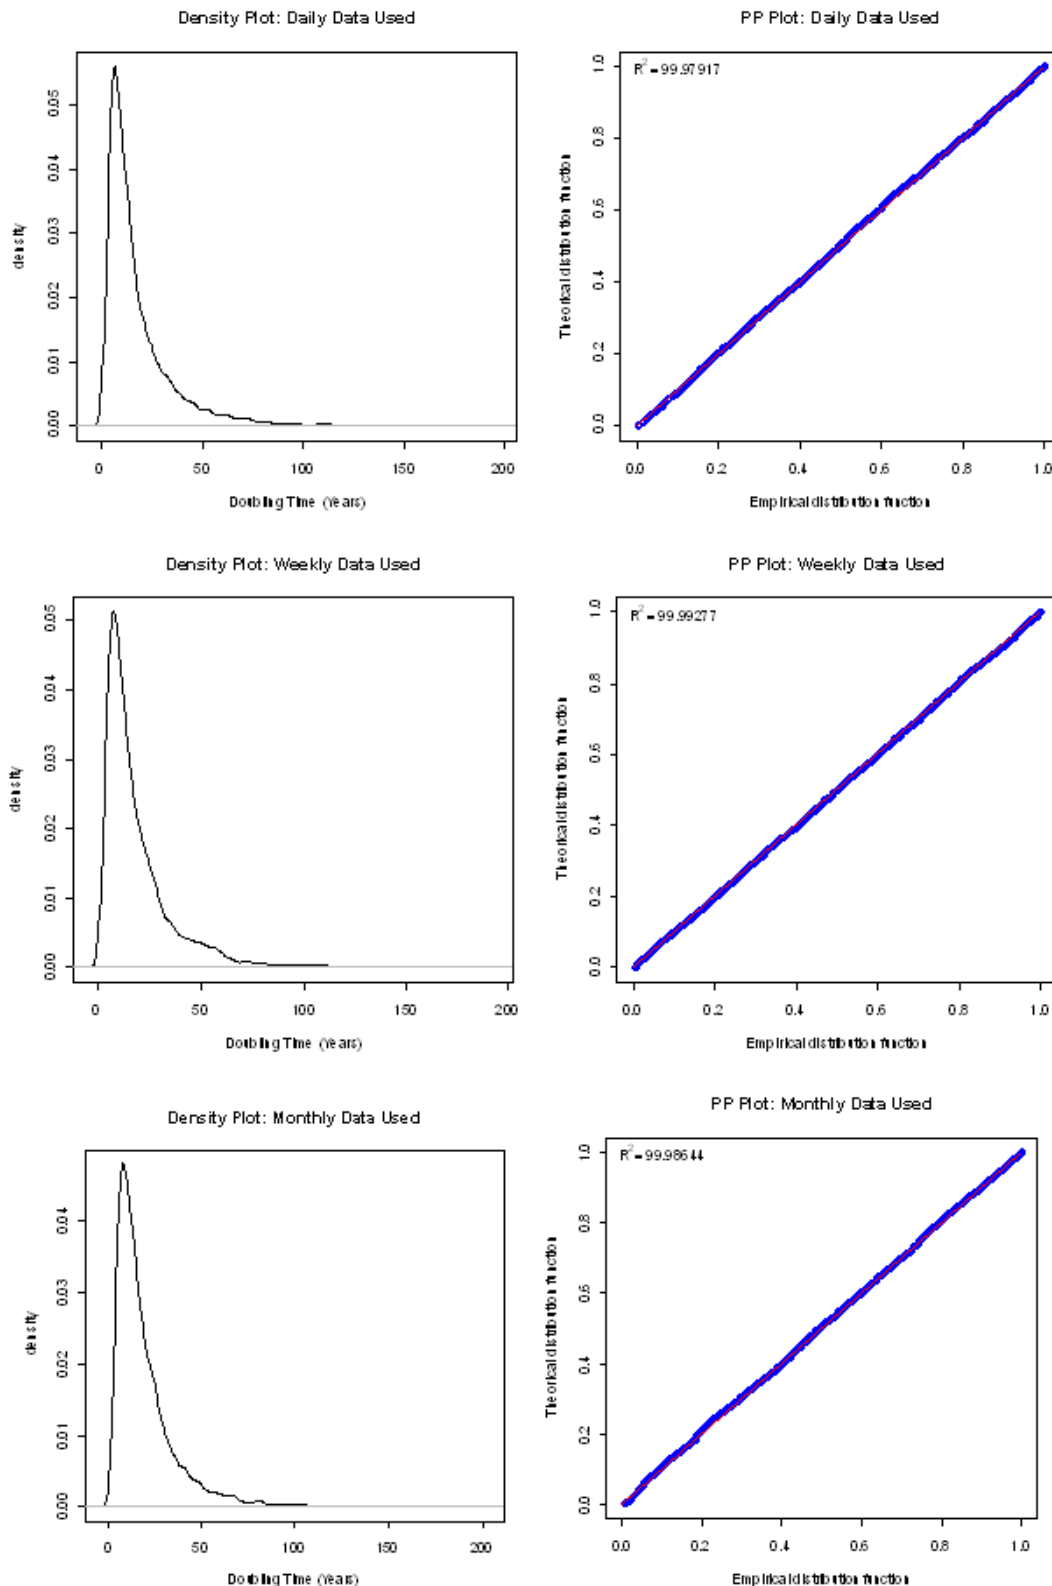 Density Plot: Daily Data Used
density
0.00 0.01 0.02 0.03 0.04 0.05
0 50 100 150 200
Doubling Time (Years)
PP Plot: Daily Data Used
R2 = 99.97917
Theorical distribution function
0.0 0.2 0.4 0.6 0.8 1.0
0.0 0.2 0.4 0.6 0.8 1.0
Empirical distribution function
Density Plot: Weekly Data Used
density
0.00 0.01 0.02 0.03 0.04 0.05
0 50 100 150 200
Doubling Time (Years)
PP Plot: Weekly Data Used
R2 = 99.99277
Theorical distribution function
0.0 0.2 0.4 0.6 0.8 1.0
0.0 0.2 0.4 0.6 0.8 1.0
Empirical distribution function
Density Plot: Monthly Data Used
density
0.00 0.01 0.02 0.03 0.04
0 50 100 150 200
Doubling Time (Years)
PP Plot: Monthly Data Used
R2 = 99.98644
Theorical distribution function
0.0 0.2 0.4 0.6 0.8 1.0
0.0 0.2 0.4 0.6 0.8 1.0
Empirical distribution function